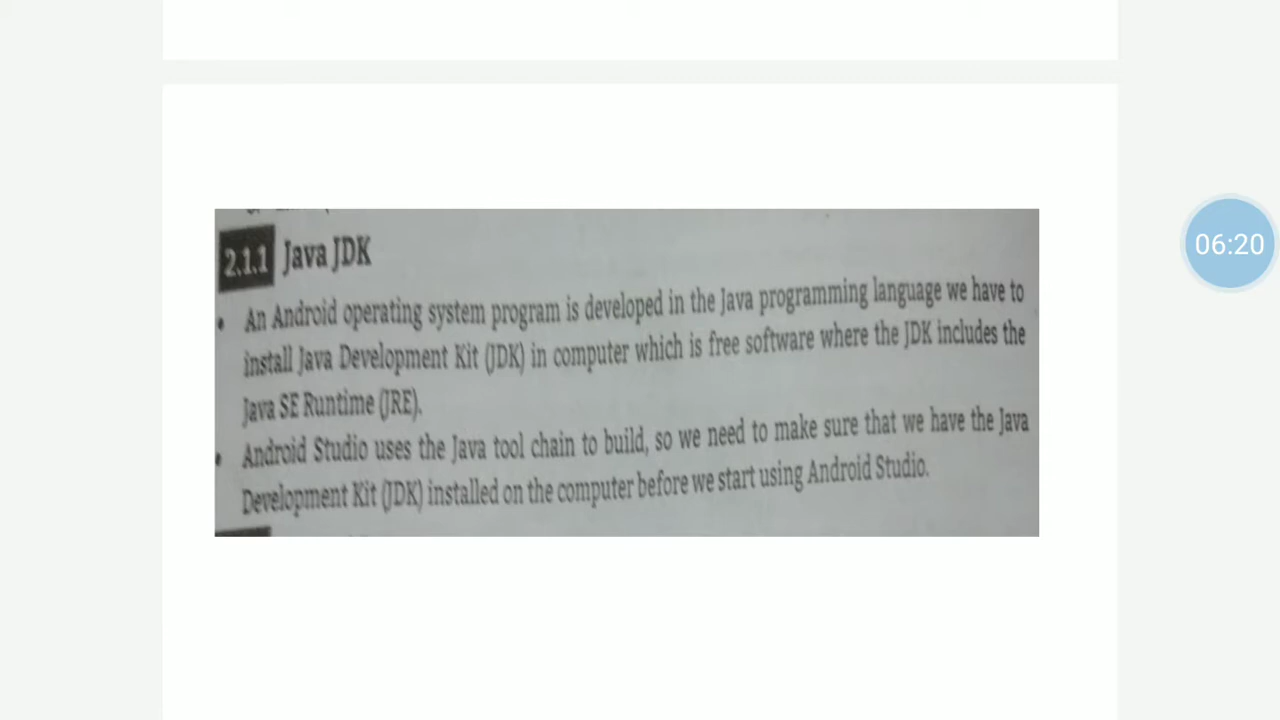 2.1.1 Java JDK
• An Android operating system program is developed in the Java programming language we have to
install Java Development Kit (JDK) in computer which is free software where the JDK includes the
Java SE Runtime (JRE).
• Android Studio uses the Java tool chain to build, so we need to make sure that we have the Java
Development Kit (JDK) installed on the computer before we start using Android Studio.
06:20